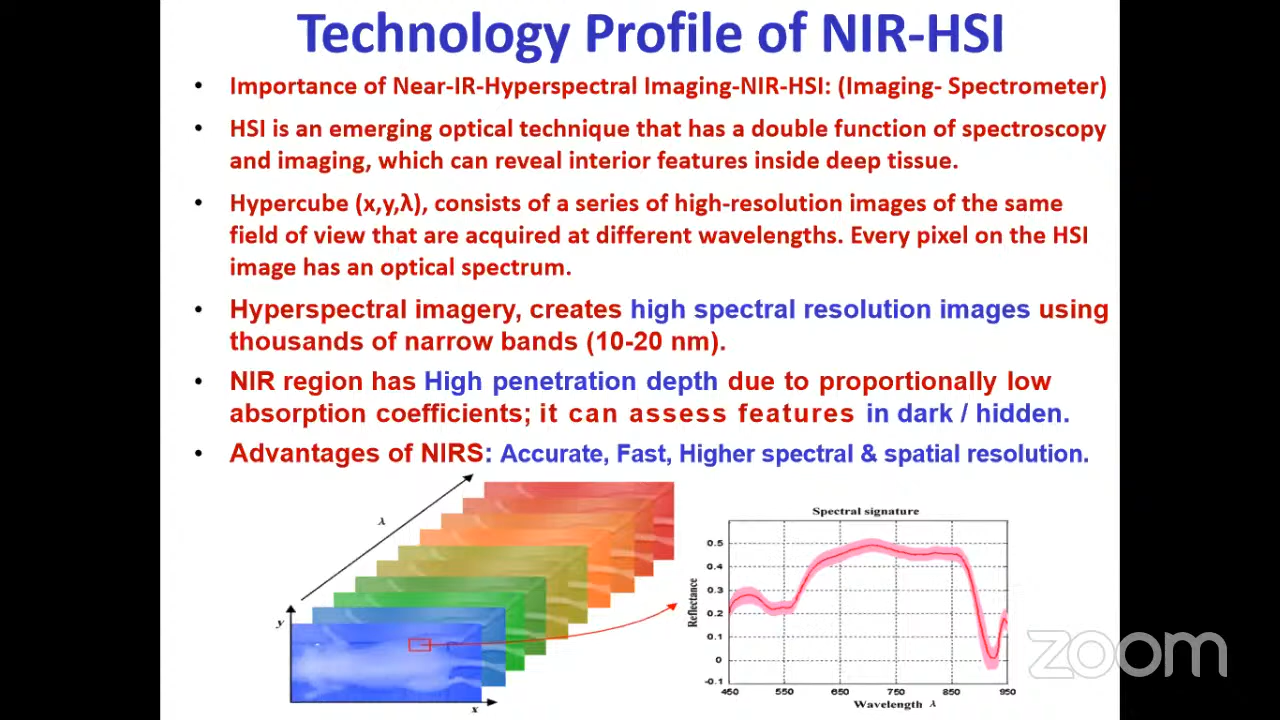 Technology Profile of NIR-HSI
• Importance of Near-IR-Hyperspectral Imaging-NIR-HSI: (Imaging- Spectrometer)
• HSI is an emerging optical technique that has a double function of spectroscopy
and imaging, which can reveal interior features inside deep tissue.
• Hypercube (x,y,λ), consists of a series of high-resolution images of the same
field of view that are acquired at different wavelengths. Every pixel on the HSI
image has an optical spectrum.
• Hyperspectral imagery, creates high spectral resolution images using
thousands of narrow bands (10-20 nm).
• NIR region has High penetration depth due to proportionally low
absorption coefficients; it can assess features in dark / hidden.
• Advantages of NIRS: Accurate, Fast, Higher spectral & spatial resolution.
λ
y
x
Spectral signature
Reflectance
0.5
0.4
0.3
0.2
0.1
0
-0.1
450 550 650 750 850 950
Wavelength λ
zoom